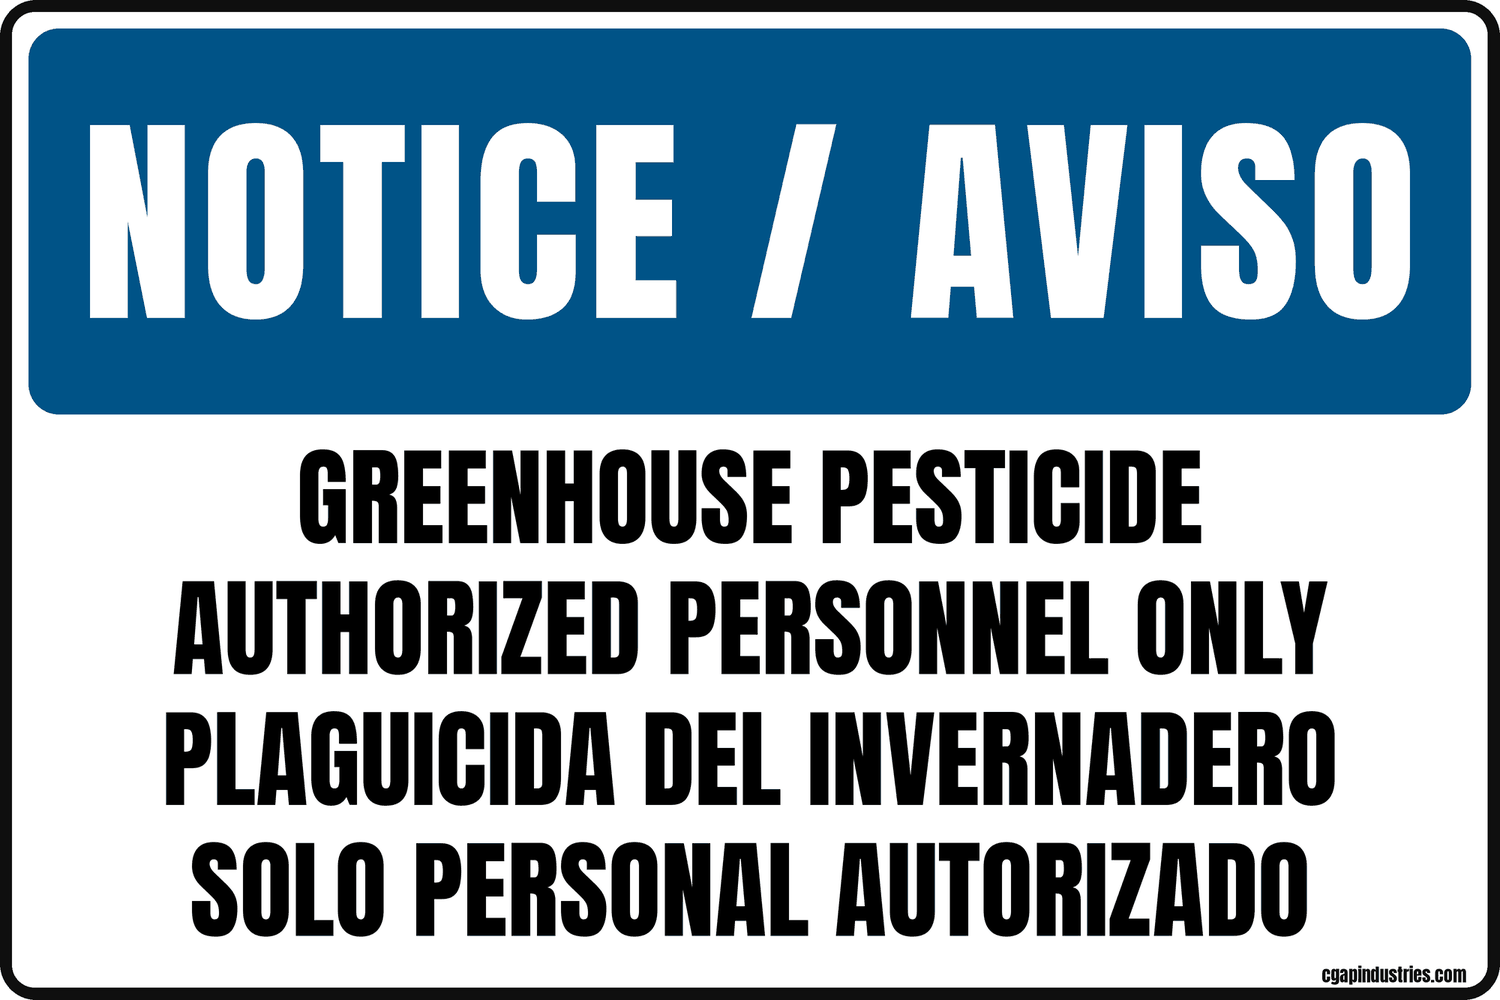 NOTICE / AVISO
GREENHOUSE PESTICIDE
AUTHORIZED PERSONNEL ONLY
PLAGUICIDA DEL INVERNADERO
SOLO PERSONAL AUTORIZADO
cgapindustries.com